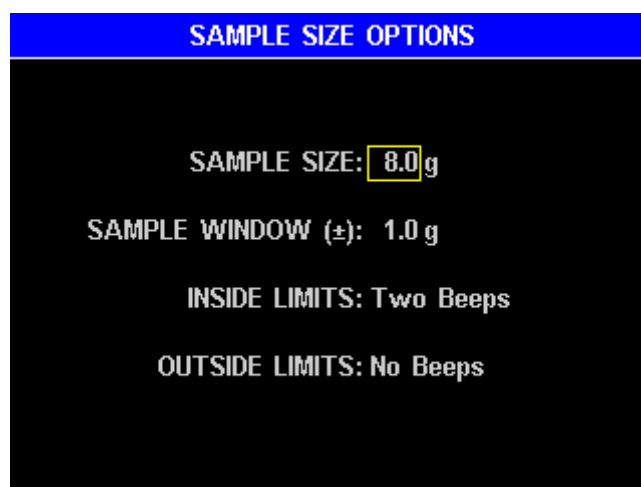 SAMPLE SIZE OPTIONS
SAMPLE SIZE: 8.0 g
SAMPLE WINDOW (±): 1.0 g
INSIDE LIMITS: Two Beeps
OUTSIDE LIMITS: No Beeps